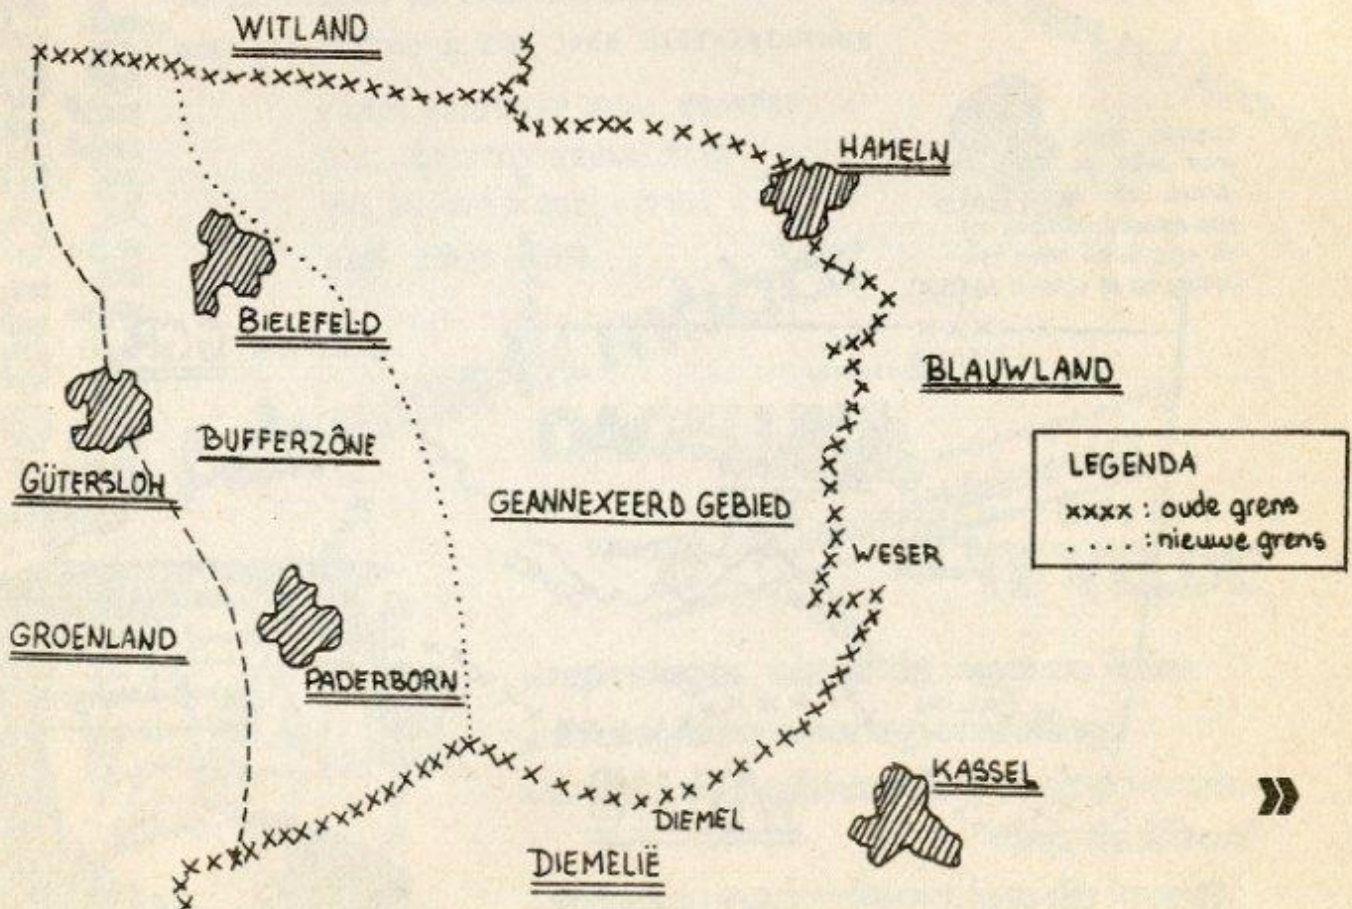 WITLAND
HAMELN
BIELEFELD
BLAUWLAND
BUFFERZÔNE
GÜTERSLOH
GEANNEXEERD GEBIED
LEGENDA
xxxx : oude grens
. . . . : nieuwe grens
WESER
GROENLAND
PADERBORN
KASSEL
DIEMEL
DIEMELIË
»